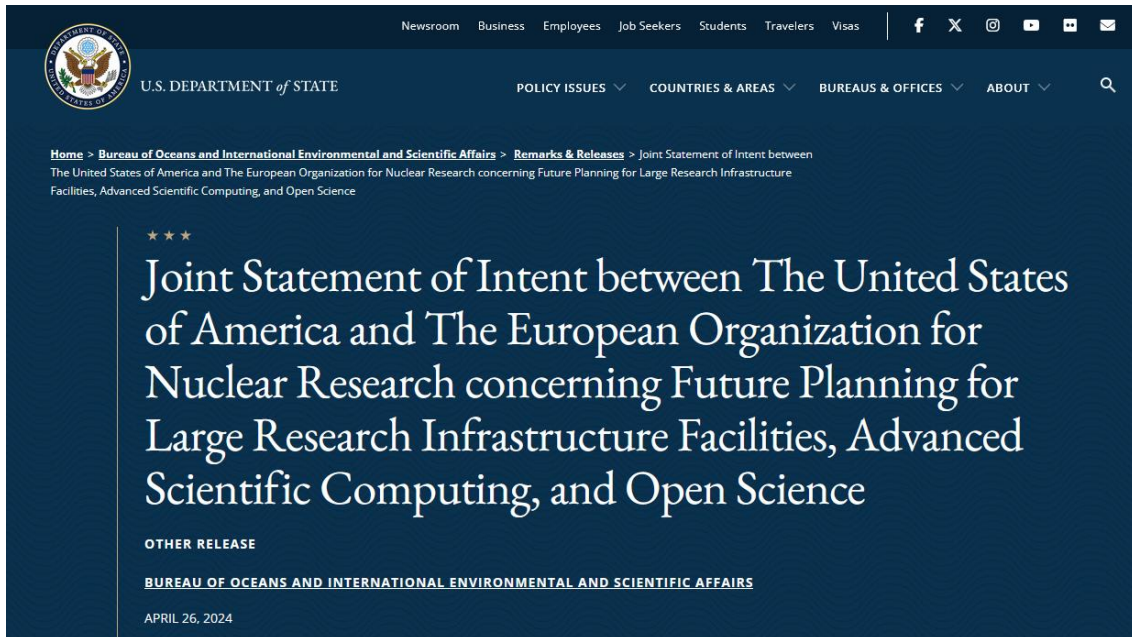 Newsroom Business Employees Job Seekers Students Travelers Visas
U.S. DEPARTMENT of STATE
POLICY ISSUES COUNTRIES & AREAS BUREAUS & OFFICES ABOUT
Home > Bureau of Oceans and International Environmental and Scientific Affairs > Remarks & Releases > Joint Statement of Intent between
The United States of America and The European Organization for Nuclear Research concerning Future Planning for Large Research Infrastructure
Facilities, Advanced Scientific Computing, and Open Science
Joint Statement of Intent between The United States
of America and The European Organization for
Nuclear Research concerning Future Planning for
Large Research Infrastructure Facilities, Advanced
Scientific Computing, and Open Science
OTHER RELEASE
BUREAU OF OCEANS AND INTERNATIONAL ENVIRONMENTAL AND SCIENTIFIC AFFAIRS
APRIL 26, 2024